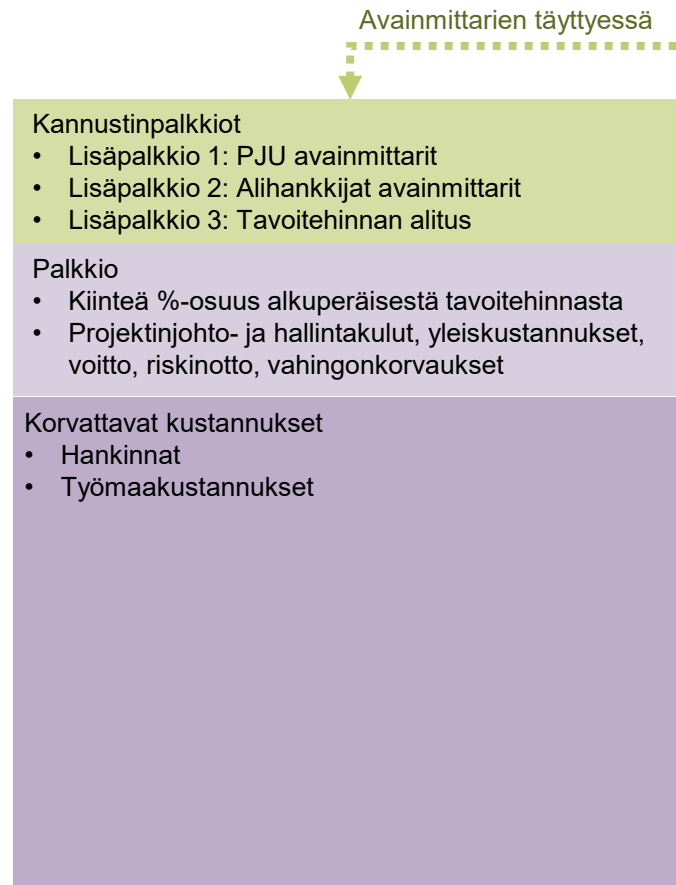 Avainmittarien täyttyessä
Kannustinpalkkiot
• Lisäpalkkio 1: PJU avainmittarit
• Lisäpalkkio 2: Alihankkijat avainmittarit
• Lisäpalkkio 3: Tavoitehinnan alitus
Palkkio
• Kiinteä %-osuus alkuperäisestä tavoitehinnasta
• Projektinjohto- ja hallintakulut, yleiskustannukset,
voitto, riskinotto, vahingonkorvaukset
Korvattavat kustannukset
• Hankinnat
• Työmaakustannukset